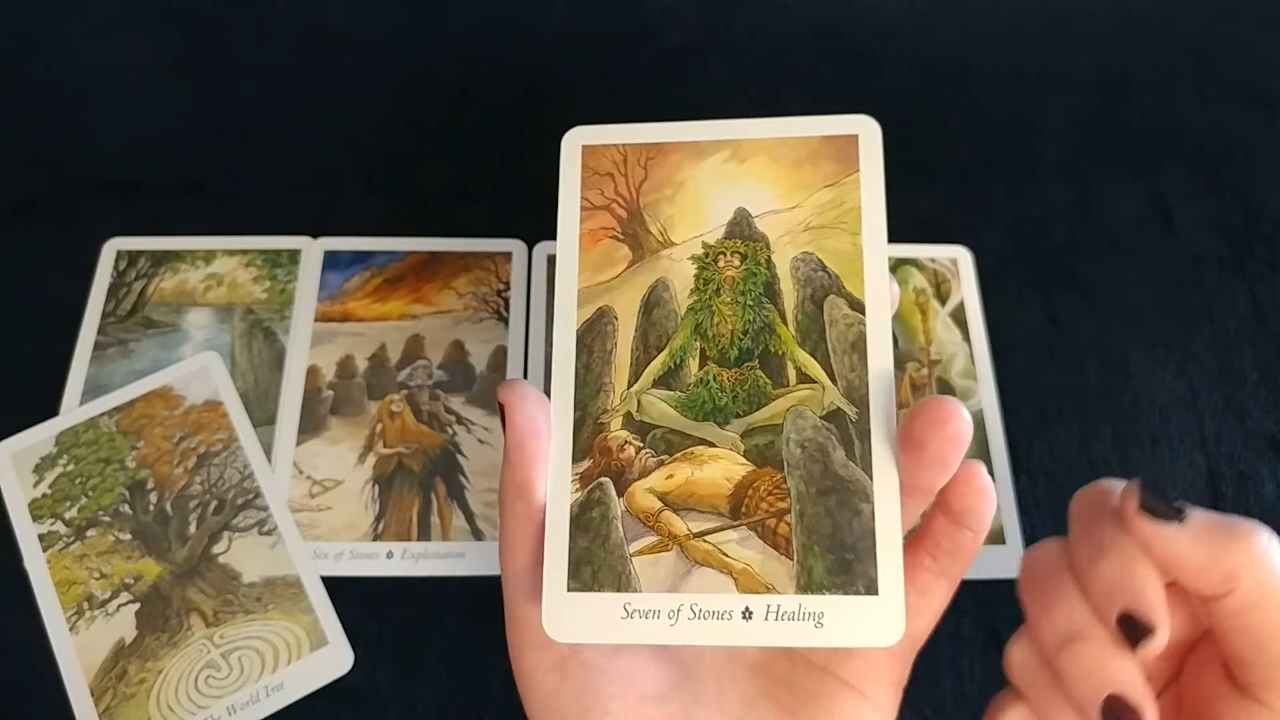 Seven of Stones Healing
Six of Stones Exploitation
The World Tree